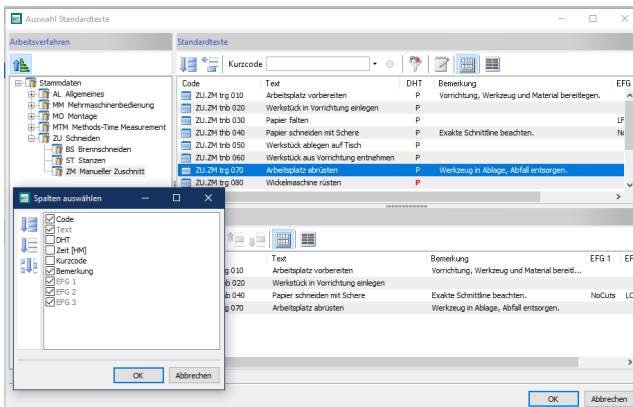 Auswahl Standardtexte
Arbeitsverfahren
Standardtexte
Kurzcode
Stammdaten
AL Allgemeines
MM Mehrmaschinenbedienung
MO Montage
MTM Methods-Time Measurement
ZU Schneiden
BS Brennschneiden
ST Stanzen
ZM Manueller Zuschnitt
Code Text DHT Bemerkung EFG
ZU.ZM trg 010 Arbeitsplatz vorbereiten P Vorrichtung, Werkzeug und Material bereitlegen.
ZU.ZM tnb 020 Werkstück in Vorrichtung einlegen P
ZU.ZM tnb 030 Papier falten P LF
ZU.ZM thb 040 Papier schneiden mit Schere P Exakte Schnittline beachten.
ZU.ZM tnb 050 Werkstück ablegen auf Tisch P
ZU.ZM tnb 060 Werkstück aus Vorrichtung entnehmen P
ZU.ZM trg 070 Arbeitsplatz abrüsten P Werkzeug in Ablage, Abfall entsorgen.
ZU.ZM trg 080 Wickelmaschine rüsten P
Spalten auswählen
Code
Text
DHT
Zeit [HM]
Kurzcode
Bemerkung
EFG 1
EFG 2
EFG 3
OK Abbrechen
Text Bemerkung EFG 1 EF
g 010 Arbeitsplatz vorbereiten Vorrichtung, Werkzeug und Material bereitl...
b 020 Werkstück in Vorrichtung einlegen
b 040 Papier schneiden mit Schere Exakte Schnittline beachten. NoCuts LC
g 070 Arbeitsplatz abrüsten Werkzeug in Ablage, Abfall entsorgen.
OK Abbrechen